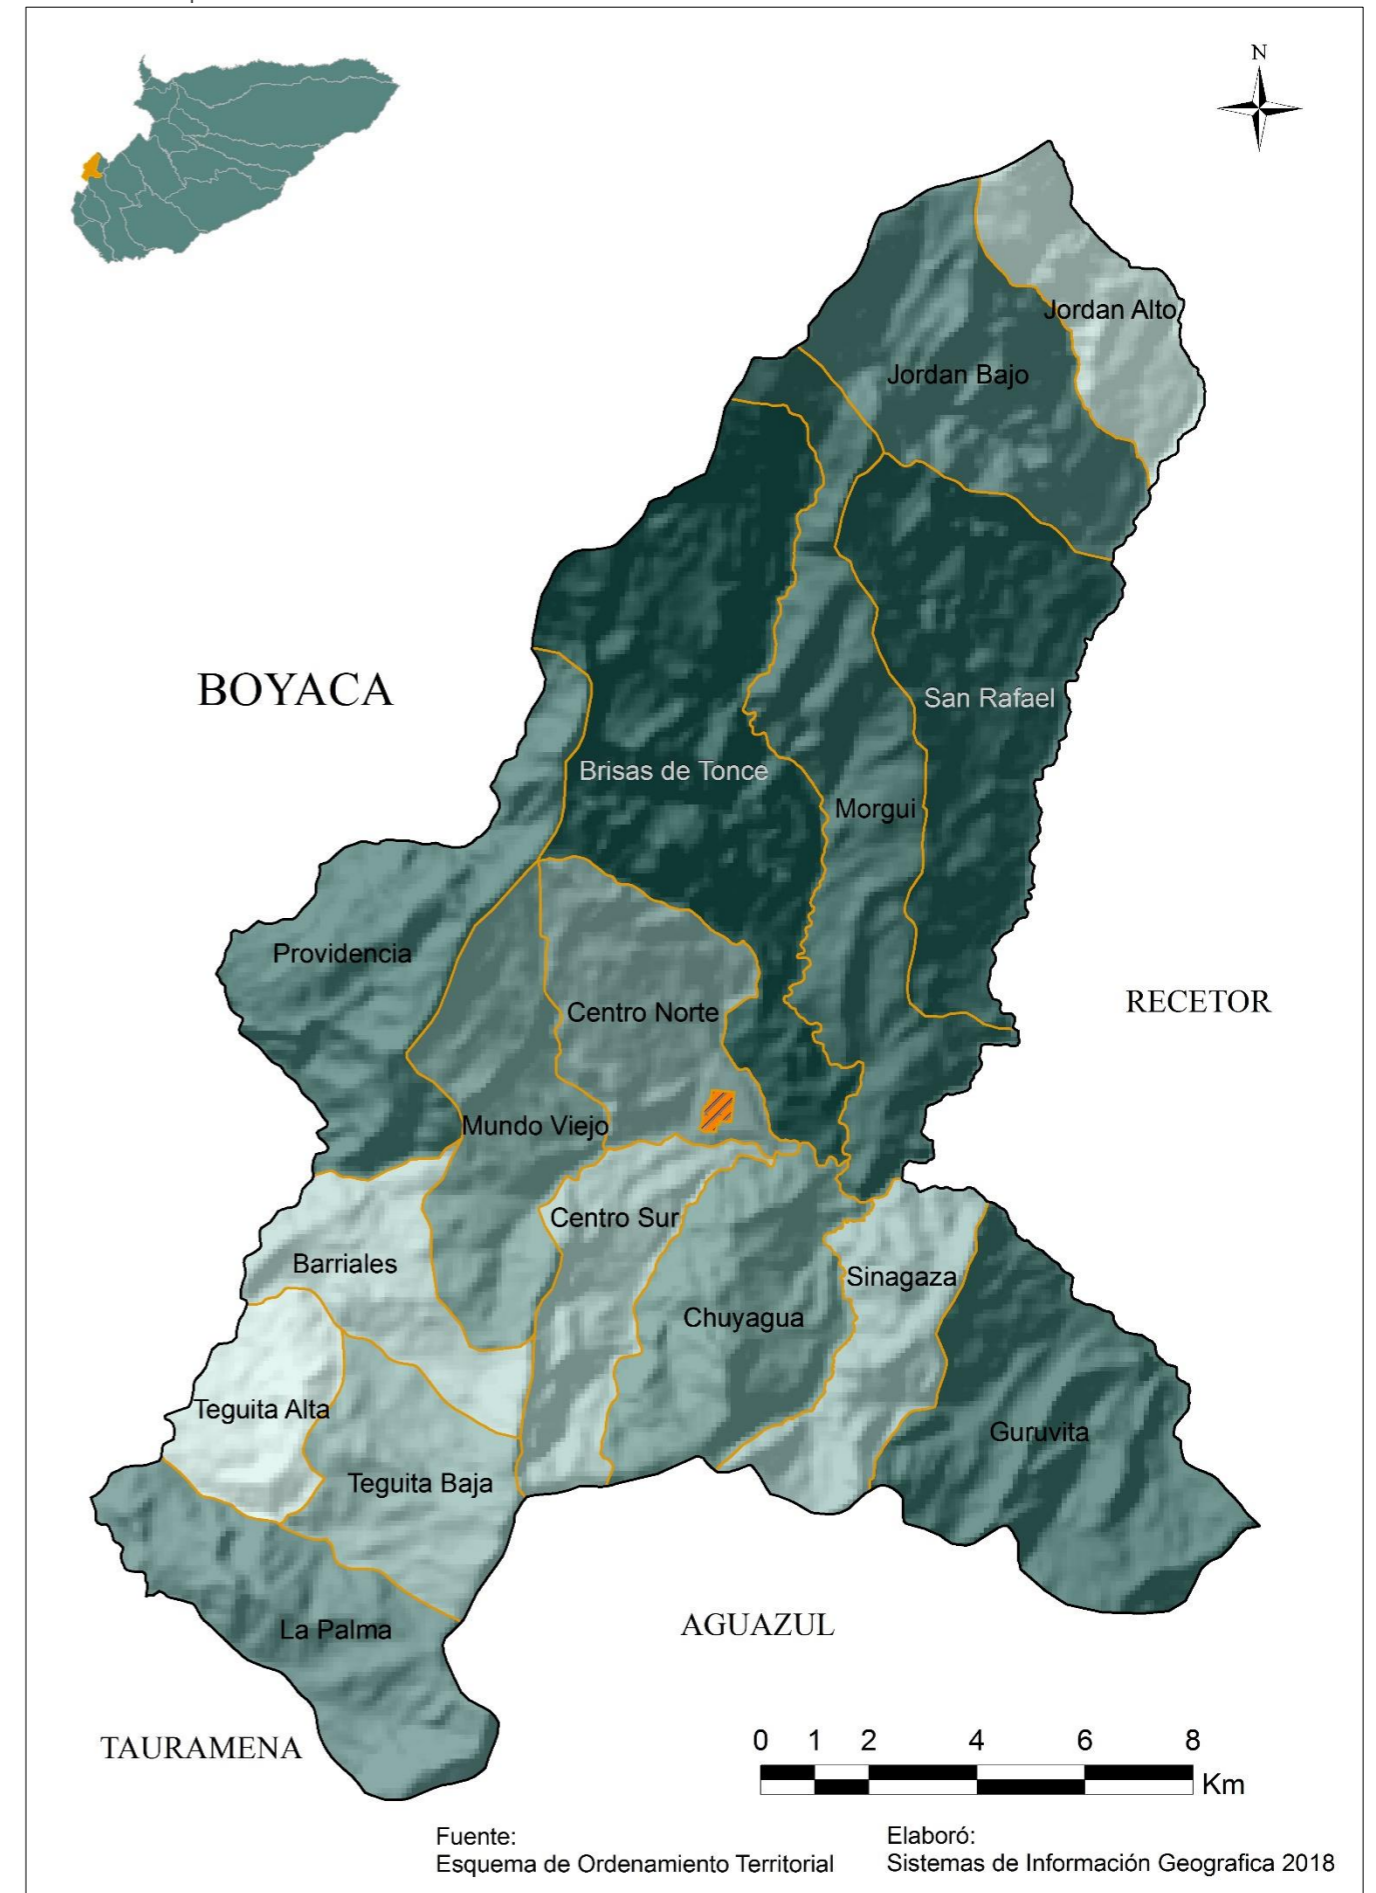 N
Jordan Alto
Jordan Bajo
BOYACA
San Rafael
Brisas de Tonce
Morgui
Providencia
RECETOR
Centro Norte
Mundo Viejo
Centro Sur
Barriales
Sinagaza
Chuyagua
Teguita Alta
Guruvita
Teguita Baja
AGUAZUL
La Palma
TAURAMENA
0 1 2 4 6 8
Km
Fuente:
Esquema de Ordenamiento Territorial
Elaboró:
Sistemas de Información Geografica 2018